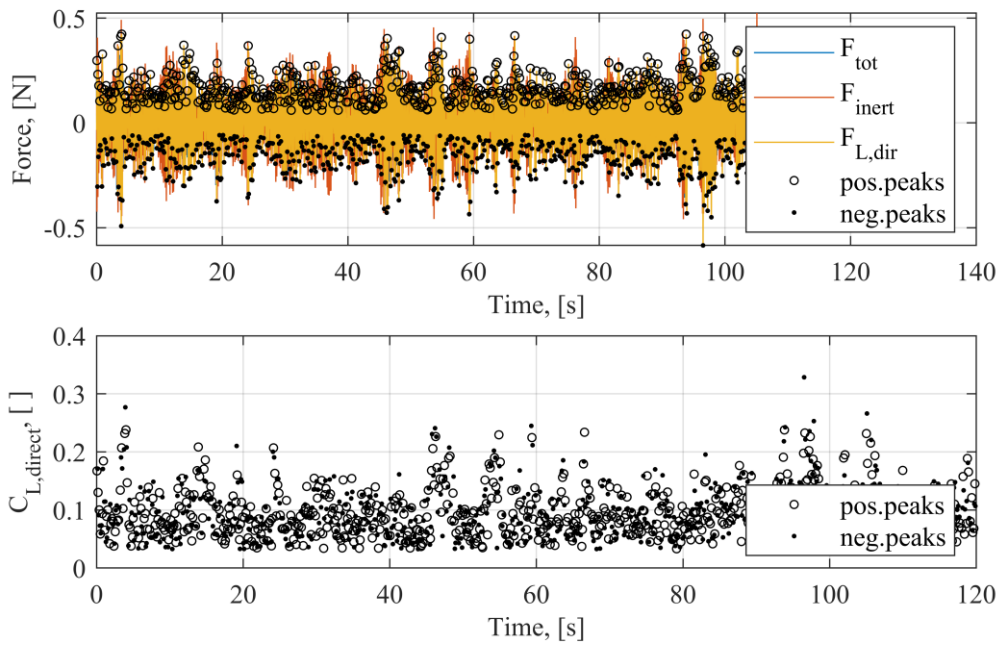 0.5
0
-0.5
Force, [N]
0 20 40 60 80 100 120 140
Time, [s]
F_tot
F_inert
F_L,dir
pos.peaks
neg.peaks
0.4
0.3
0.2
0.1
0
C_L,direct, [ ]
0 20 40 60 80 100 120
Time, [s]
pos.peaks
neg.peaks